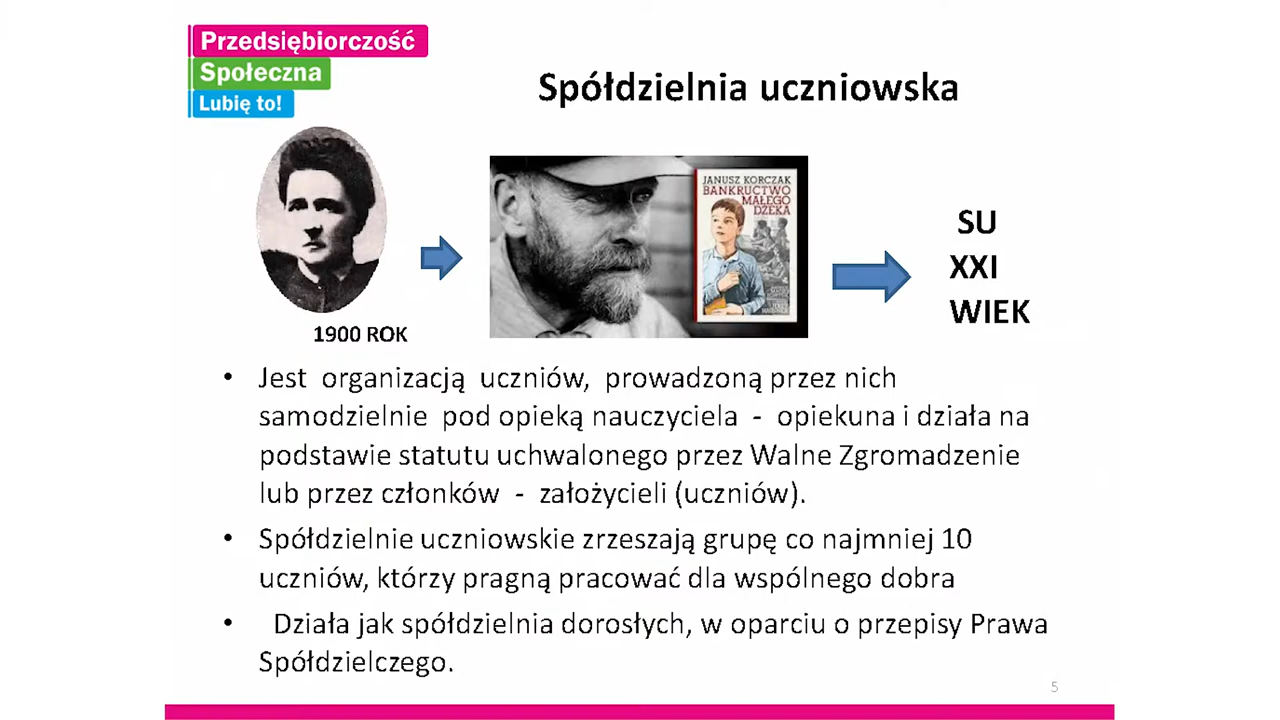 Przedsiębiorczość
Społeczna
Lubię to!
Spółdzielnia uczniowska
JANUSZ KORCZAK
BANKRUCTWO
MAŁEGO
DŻEKA
SU
XXI
WIEK
1900 ROK
• Jest organizacją uczniów, prowadzoną przez nich
samodzielnie pod opieką nauczyciela - opiekuna i działa na
podstawie statutu uchwalonego przez Walne Zgromadzenie
lub przez członków - założycieli (uczniów).
• Spółdzielnie uczniowskie zrzeszają grupę co najmniej 10
uczniów, którzy pragną pracować dla wspólnego dobra
• Działa jak spółdzielnia dorosłych, w oparciu o przepisy Prawa
Spółdzielczego.
5